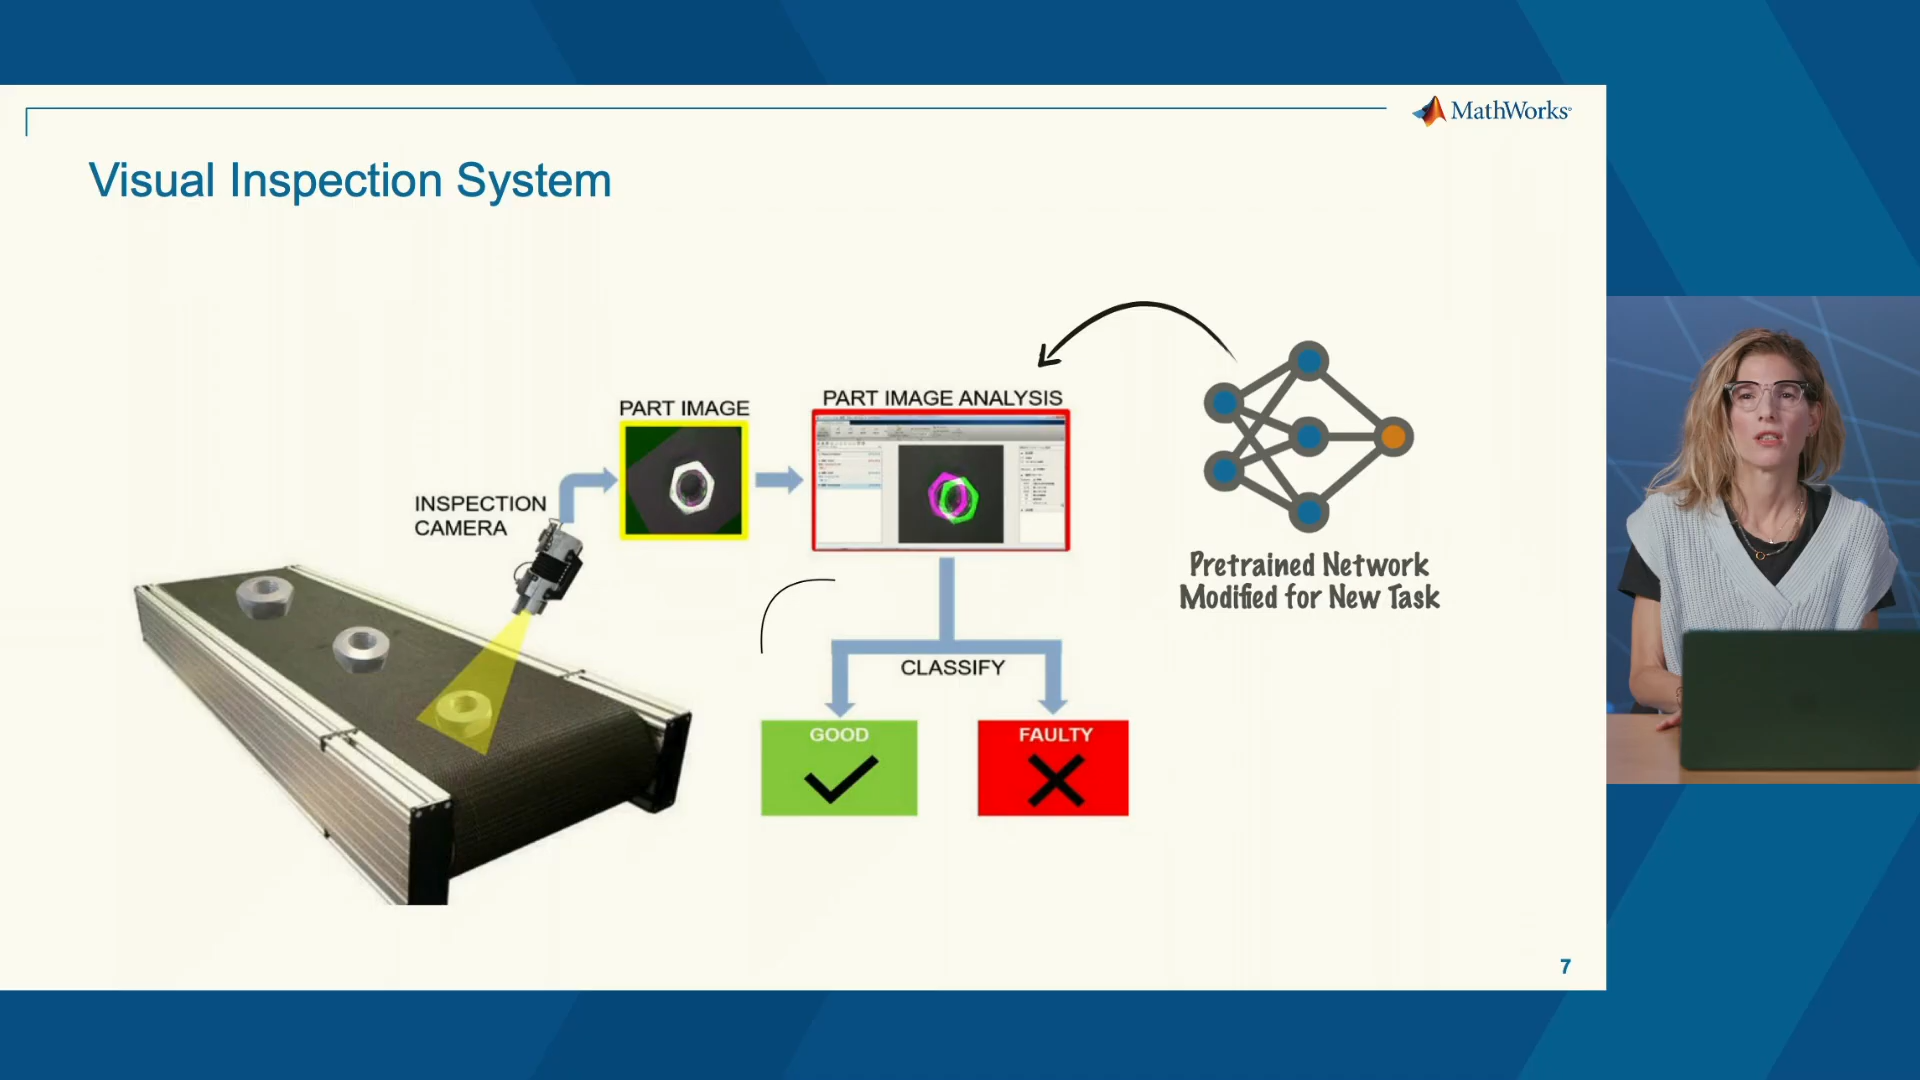 MathWorks
Visual Inspection System
PART IMAGE
PART IMAGE ANALYSIS
INSPECTION
CAMERA
Pretrained Network
Modified for New Task
CLASSIFY
GOOD
FAULTY
7